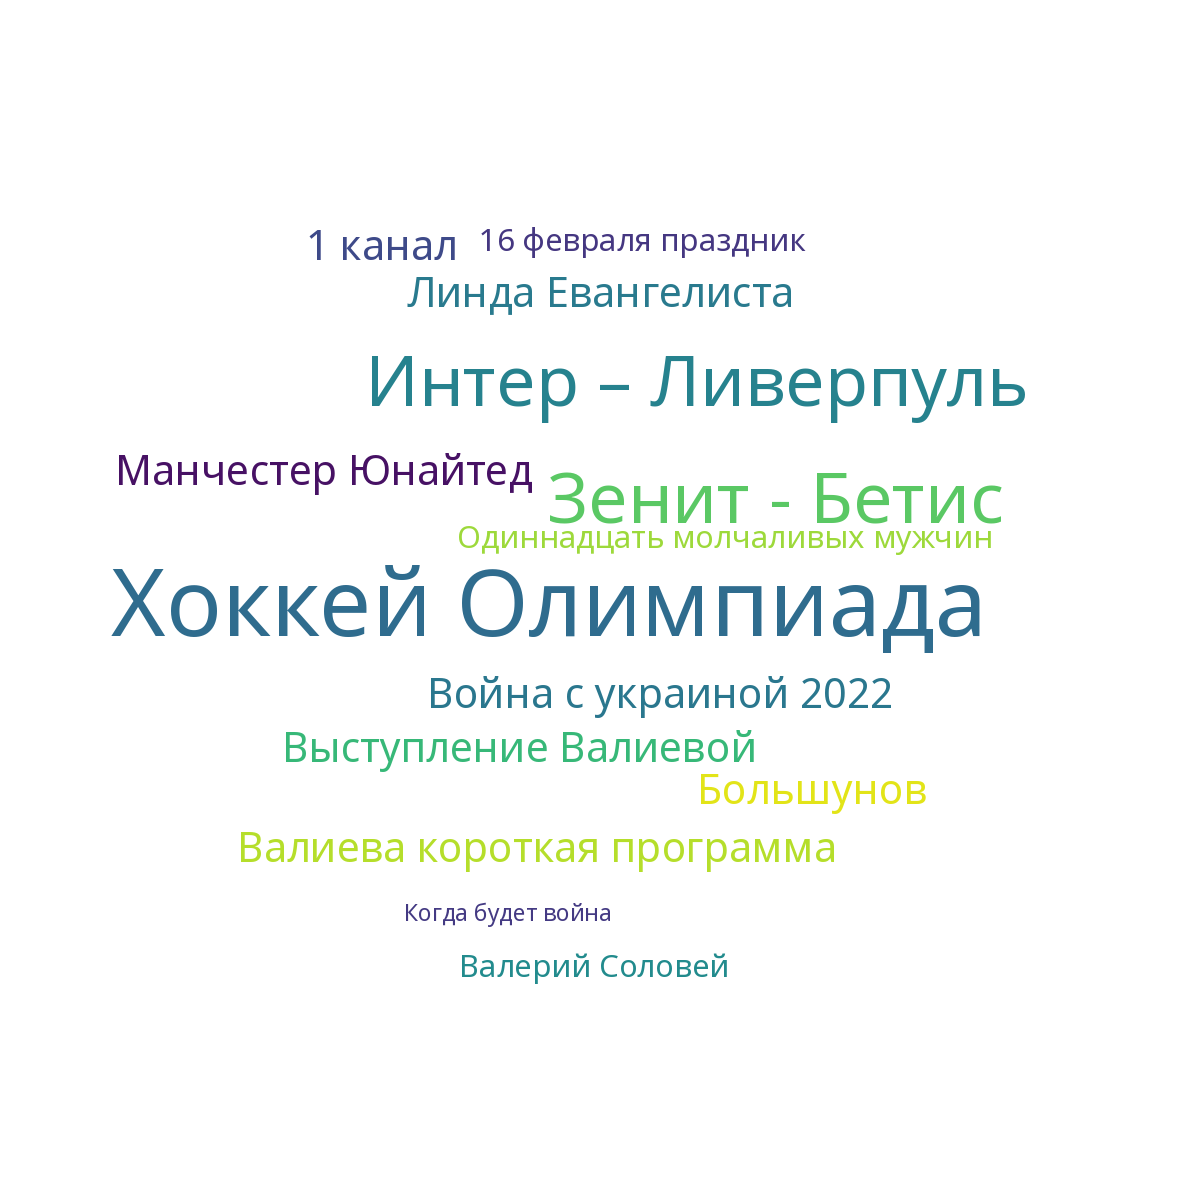 1 канал
16 февраля праздник
Линда Евангелиста
Интер – Ливерпуль
Манчестер Юнайтед
Зенит - Бетис
Одиннадцать молчаливых мужчин
Хоккей Олимпиада
Война с украиной 2022
Выступление Валиевой
Большунов
Валиева короткая программа
Когда будет война
Валерий Соловей